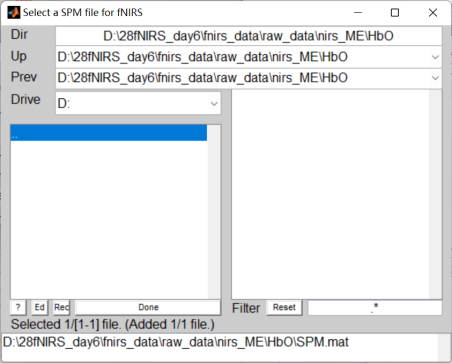 Select a SPM file for fNIRS
Dir D:\28fNIRS_day6\fnirs_data\raw_data\nirs_ME\HbO
Up D:\28fNIRS_day6\fnirs_data\raw_data\nirs_ME\HbO
Prev D:\28fNIRS_day6\fnirs_data\raw_data\nirs_ME\HbO
Drive D:
..
? Ed Rec Done Filter Reset .*
Selected 1/[1-1] file. (Added 1/1 file.)
D:\28fNIRS_day6\fnirs_data\raw_data\nirs_ME\HbO\SPM.mat